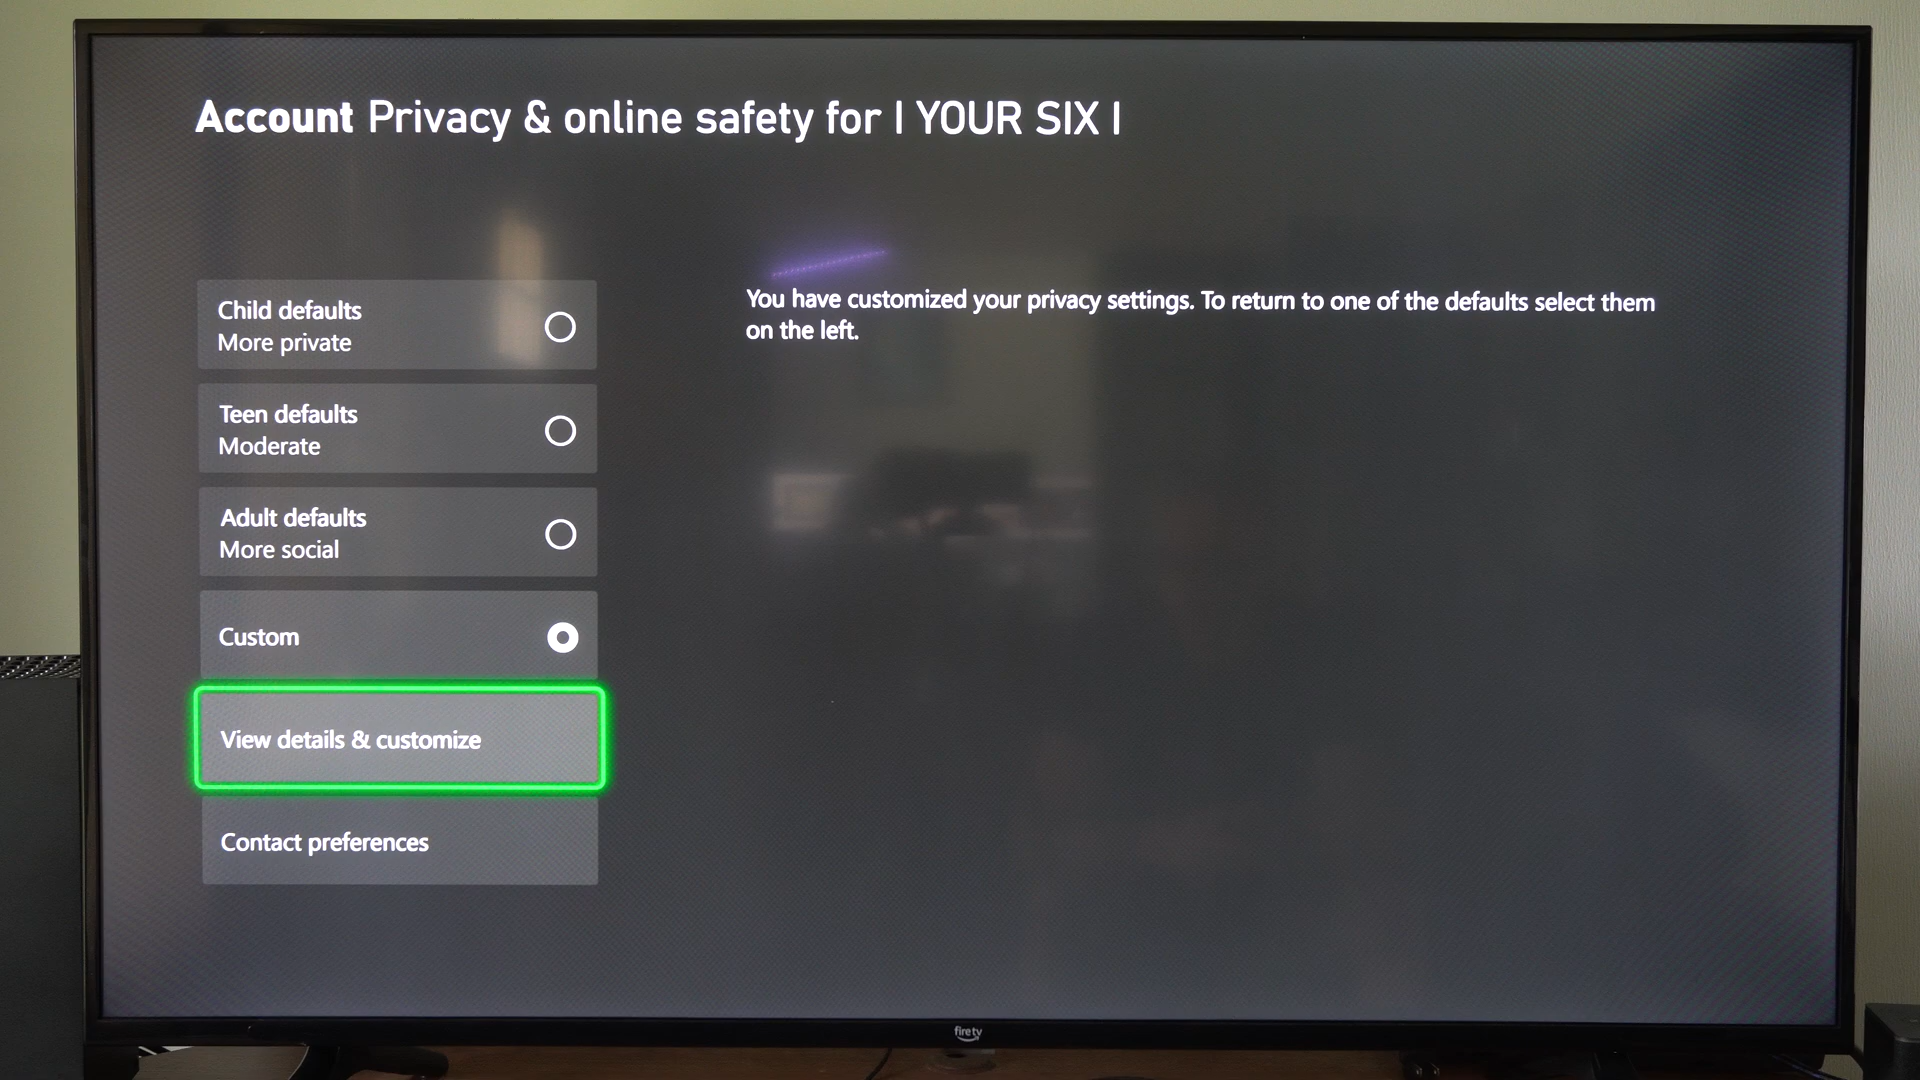 Account Privacy & online safety for I YOUR SIX I
Child defaults
More private
Teen defaults
Moderate
Adult defaults
More social
Custom
View details & customize
Contact preferences
You have customized your privacy settings. To return to one of the defaults select them
on the left.
firetv